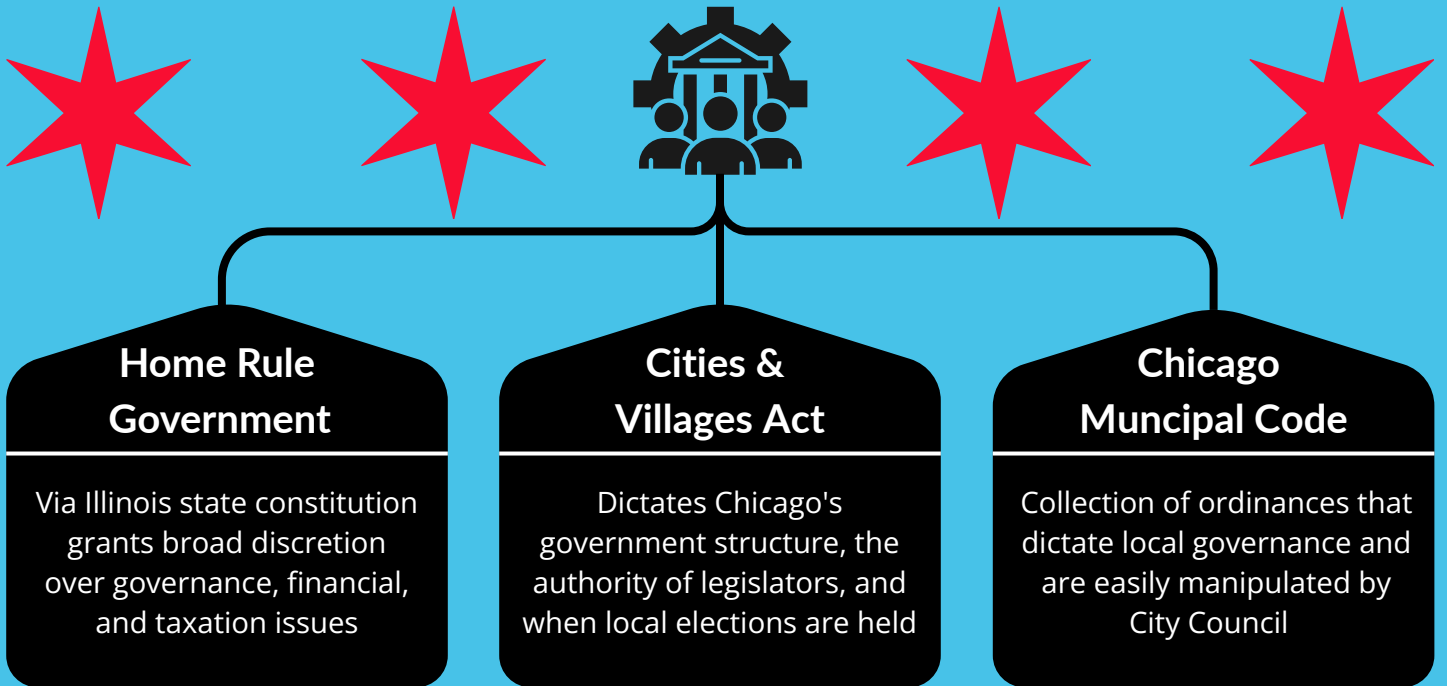 Home Rule
Government
Via Illinois state constitution
grants broad discretion
over governance, financial,
and taxation issues
Cities &
Villages Act
Dictates Chicago's
government structure, the
authority of legislators, and
when local elections are held
Chicago
Muncipal Code
Collection of ordinances that
dictate local governance and
are easily manipulated by
City Council